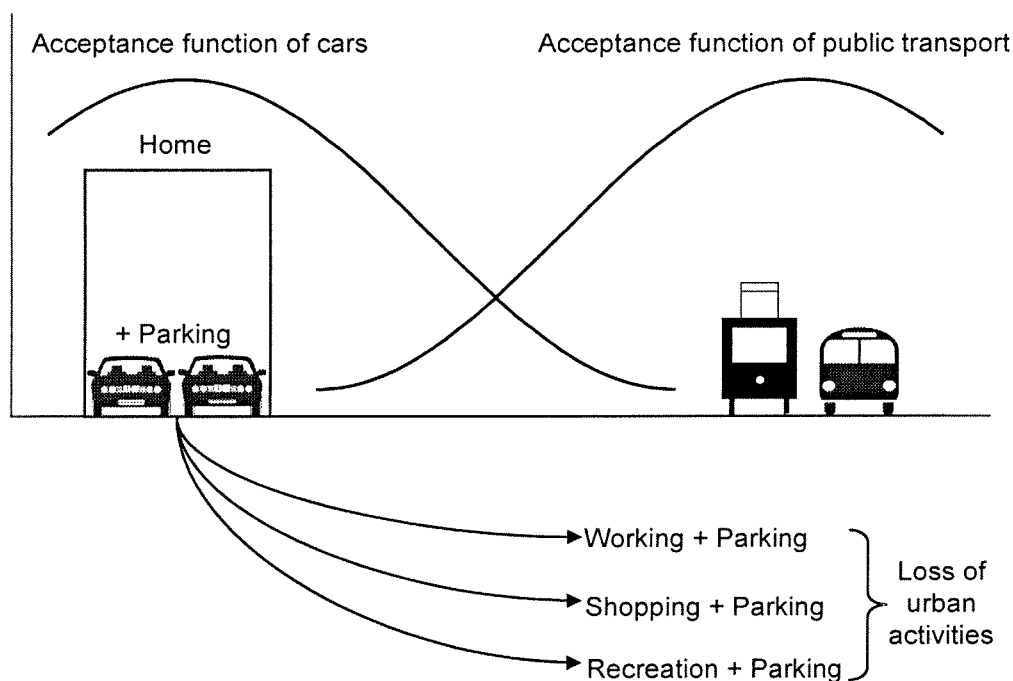 Acceptance function of cars
Acceptance function of public transport
Home
+ Parking
Working + Parking
Shopping + Parking
Recreation + Parking
Loss of
urban
activities